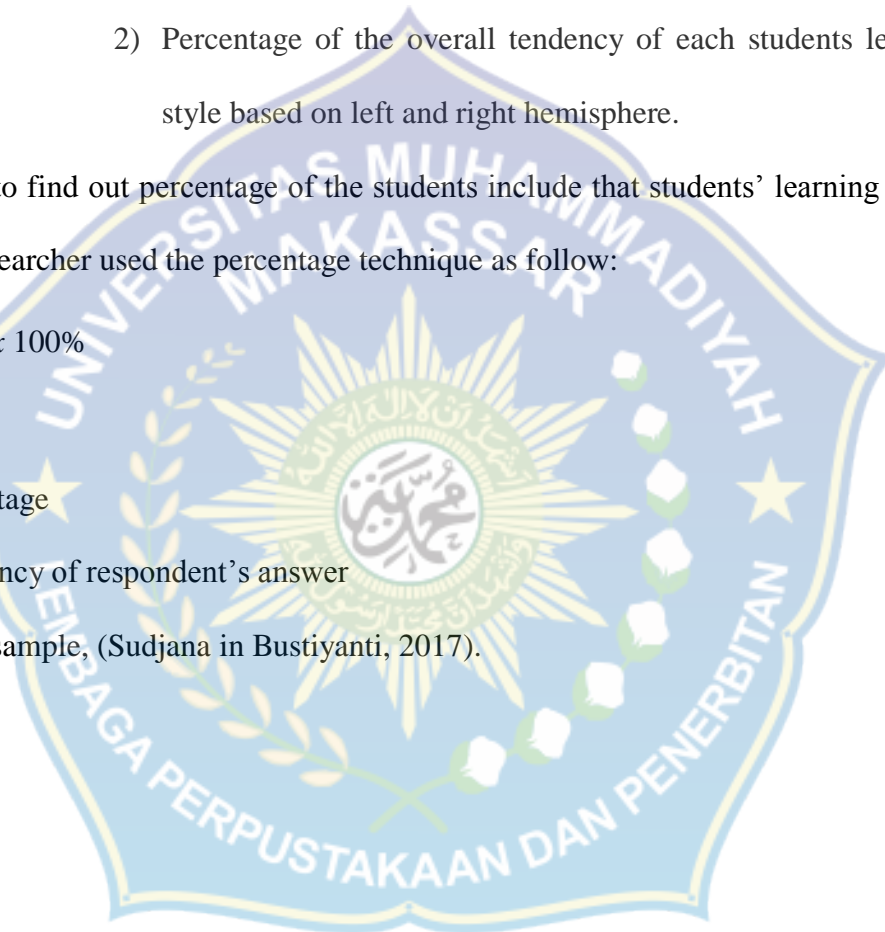 2) Percentage of the overall tendency of each students le
style based on left and right hemisphere.
to find out percentage of the students include that students’ learning
earcher used the percentage technique as follow:
100%
tage
ncy of respondent’s answer
sample, (Sudjana in Bustiyanti, 2017).
UNIVERSITAS MUHAMMADIYAH
MAKASSAR
محمدية
LEMBAGA PERPUSTAKAAN DAN PENERBITAN